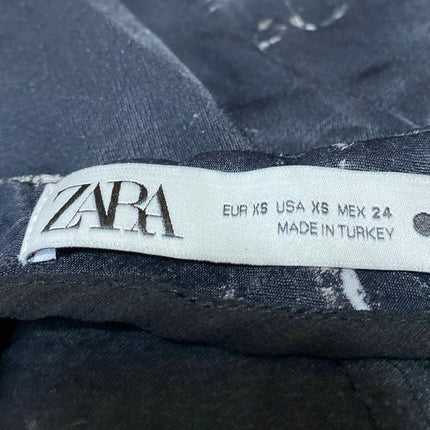 ZARA
EUR XS USA XS MEX 24
MADE IN TURKEY